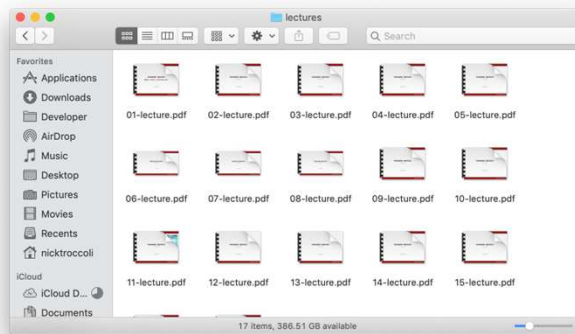 lectures
Search
Favorites
Applications
Downloads
Developer
AirDrop
Music
Desktop
Pictures
Movies
Recents
nicktroccoli
iCloud
iCloud D...
Documents
01-lecture.pdf 02-lecture.pdf 03-lecture.pdf 04-lecture.pdf 05-lecture.pdf
06-lecture.pdf 07-lecture.pdf 08-lecture.pdf 09-lecture.pdf 10-lecture.pdf
11-lecture.pdf 12-lecture.pdf 13-lecture.pdf 14-lecture.pdf 15-lecture.pdf
17 items, 386.51 GB available